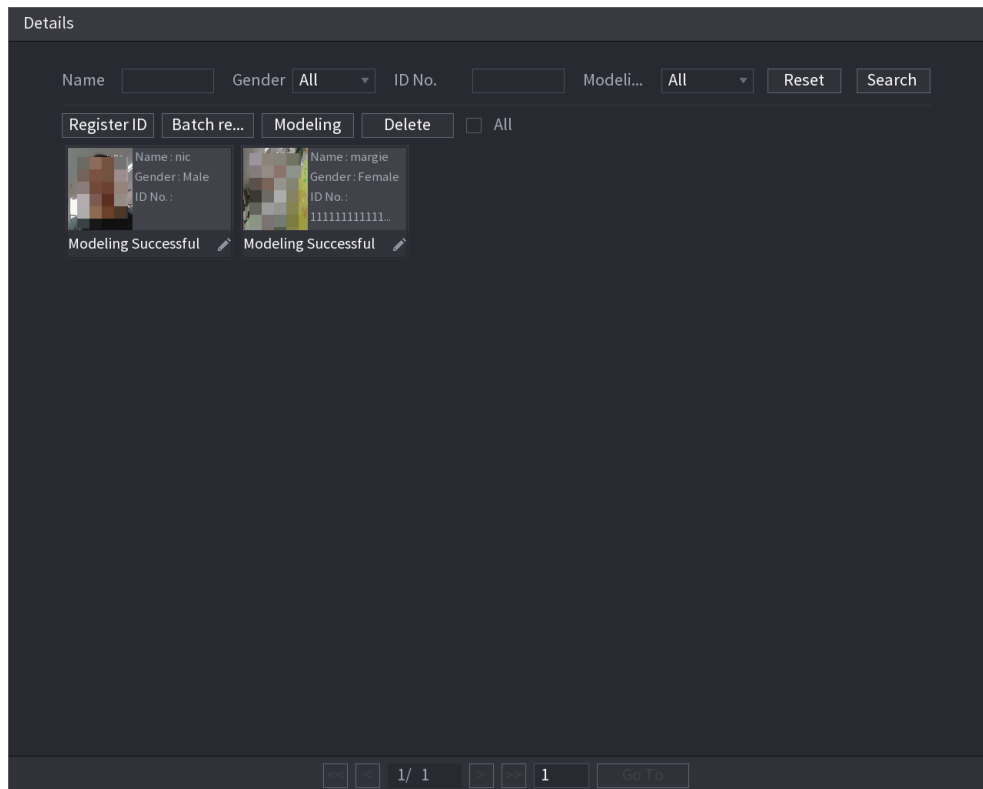 Details
Name Gender All ID No. Modeli... All Reset Search
Register ID Batch re... Modeling Delete All
Name : nic
Gender : Male
ID No. :
Modeling Successful
Name : margie
Gender : Female
ID No. :
111111111111...
Modeling Successful
<< < 1/ 1 > >> 1 Go To